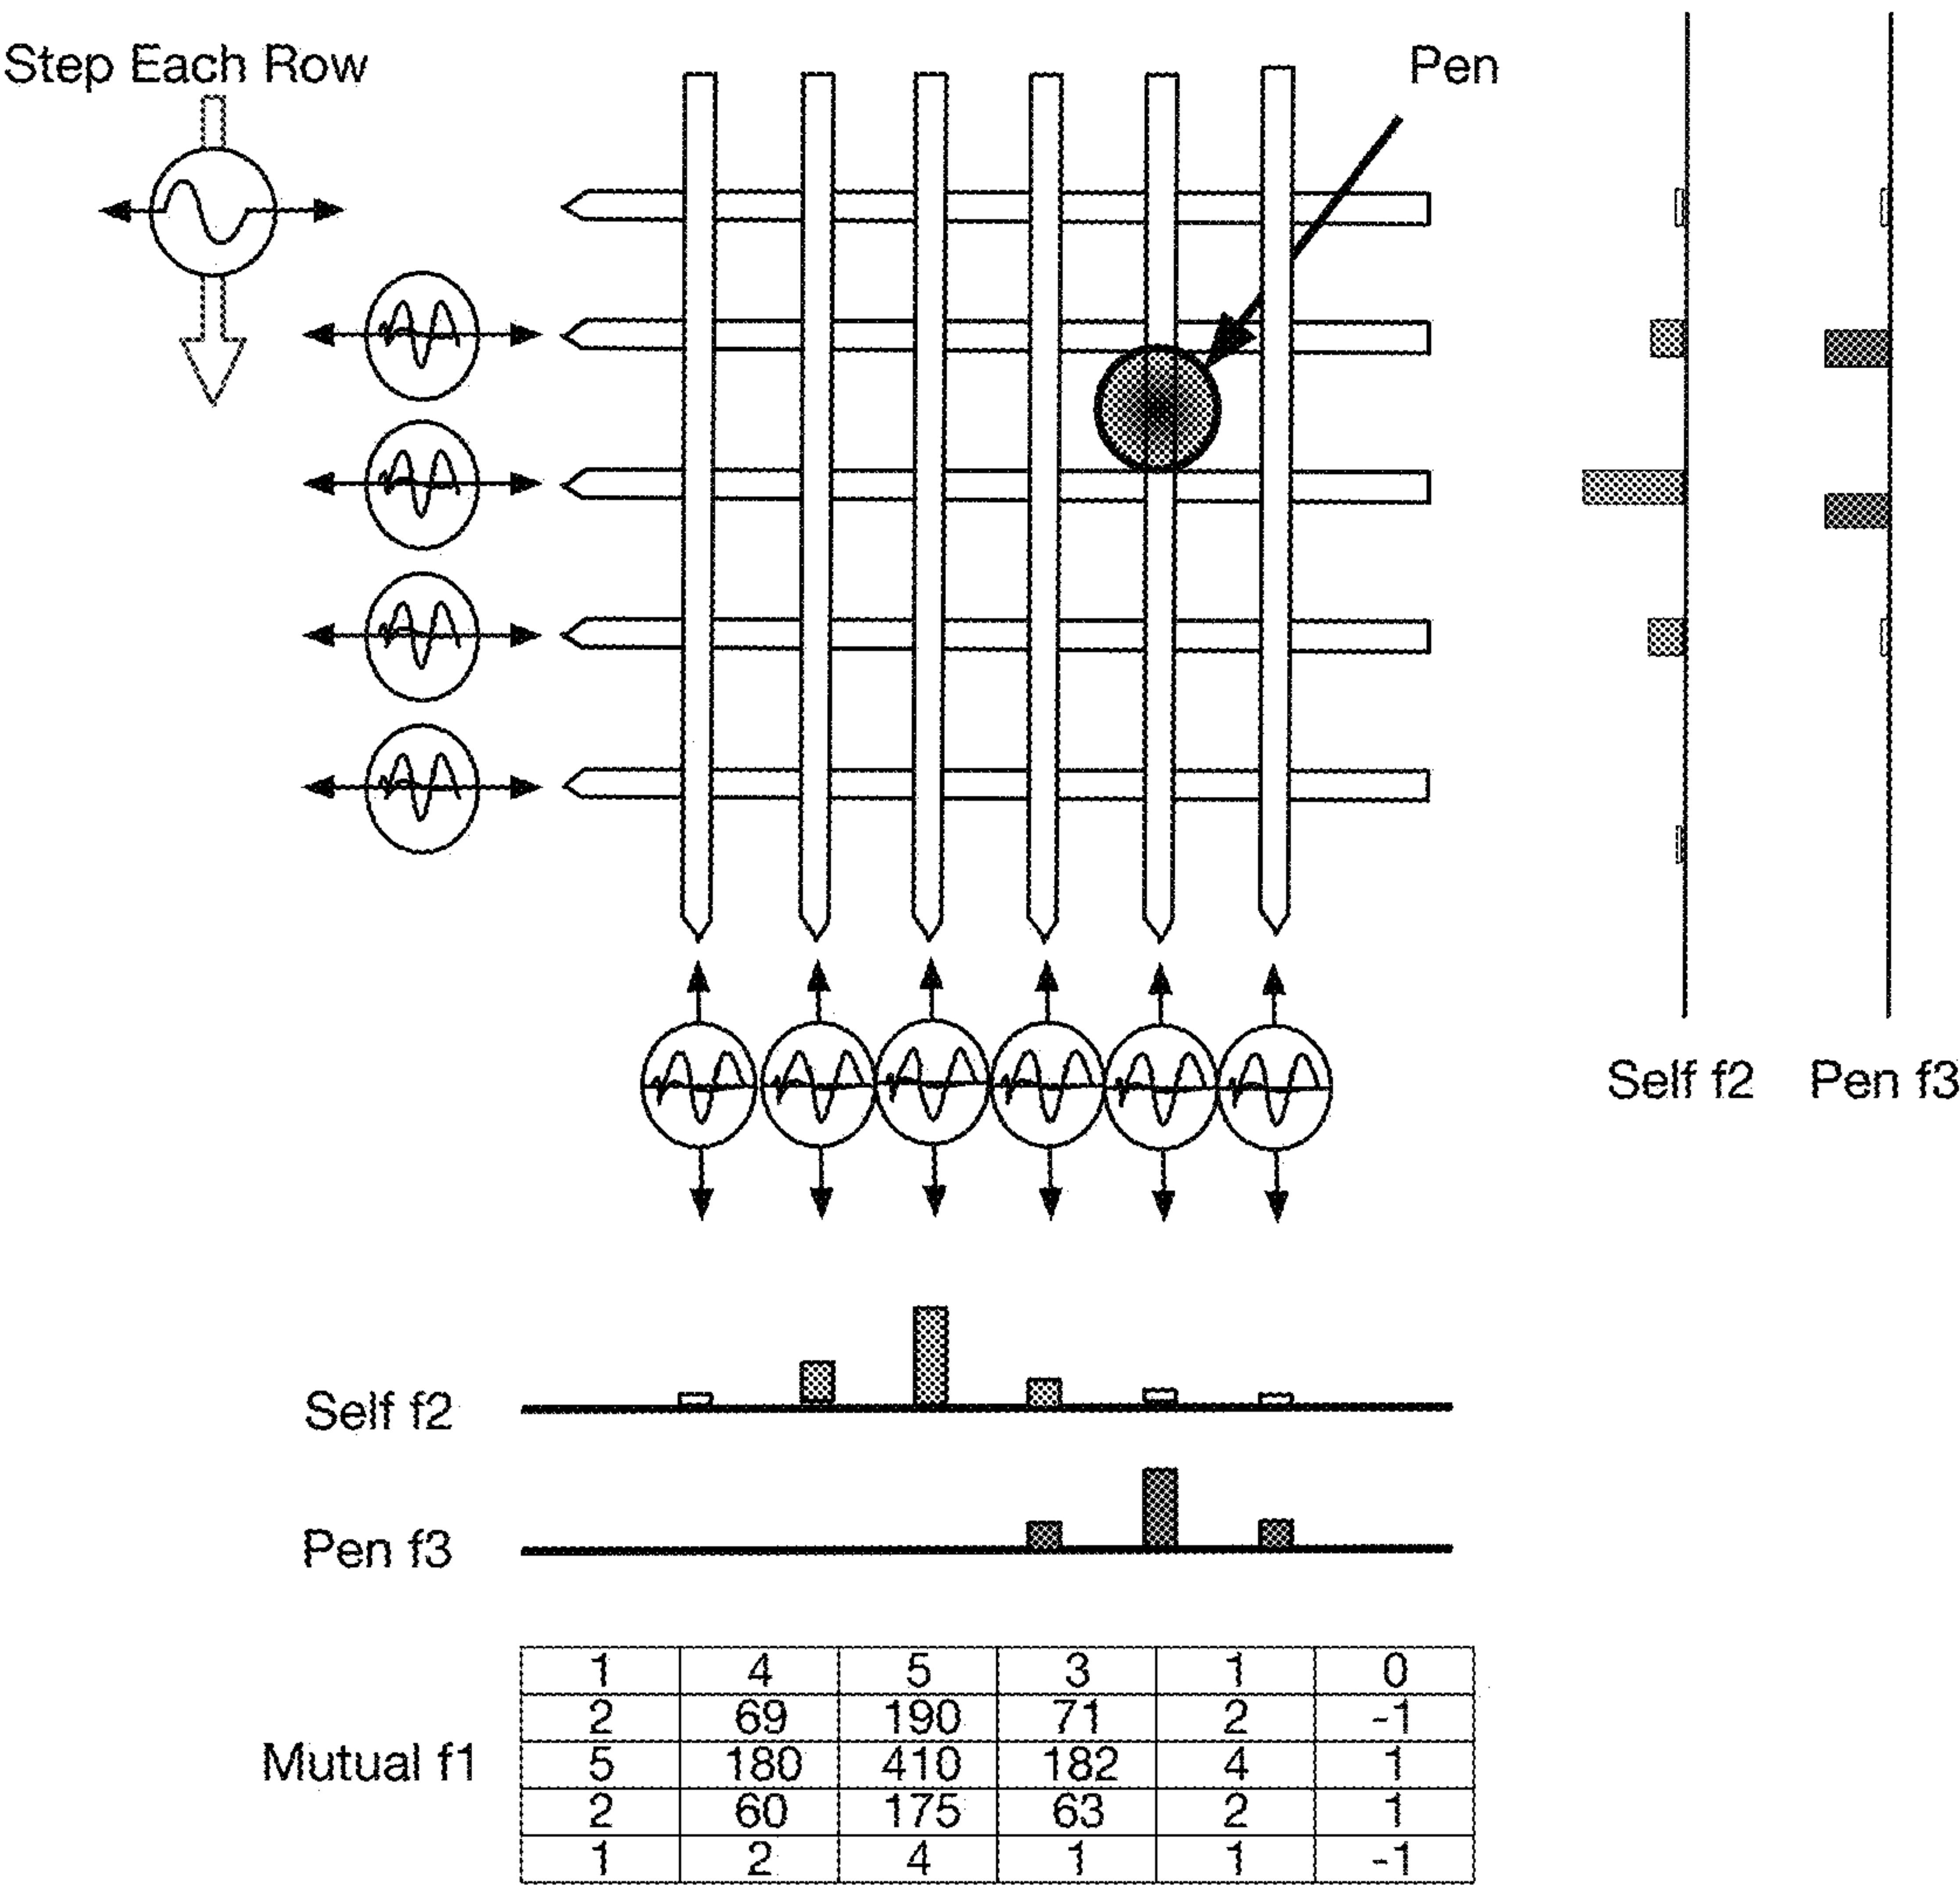 Step Each Row
Pen
Self f2 Pen f3
Self f2
Pen f3
Mutual f1
1 4 5 3 1 0
2 69 190 71 2 -1
5 180 410 182 4 1
2 60 175 63 2 1
1 2 4 1 1 -1